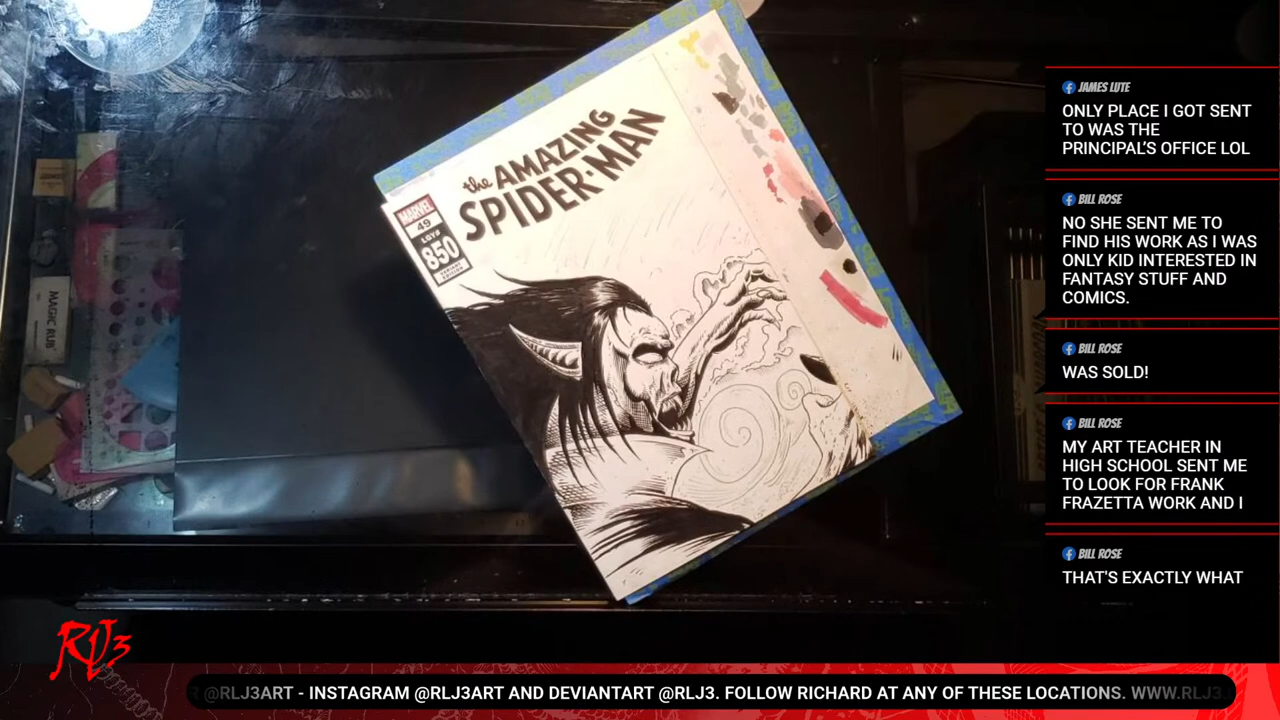 the AMAZING
SPIDER-MAN
MARVEL
49
LGY#
850
VARIANT
EDITION
MAGIC RUB
JAMES LUTE
ONLY PLACE I GOT SENT
TO WAS THE
PRINCIPAL'S OFFICE LOL
BILL ROSE
NO SHE SENT ME TO
FIND HIS WORK AS I WAS
ONLY KID INTERESTED IN
FANTASY STUFF AND
COMICS.
BILL ROSE
WAS SOLD!
BILL ROSE
MY ART TEACHER IN
HIGH SCHOOL SENT ME
TO LOOK FOR FRANK
FRAZETTA WORK AND I
BILL ROSE
THAT'S EXACTLY WHAT
RLJ3
@RLJ3ART - INSTAGRAM @RLJ3ART AND DEVIANTART @RLJ3. FOLLOW RICHARD AT ANY OF THESE LOCATIONS. WWW.RLJ3